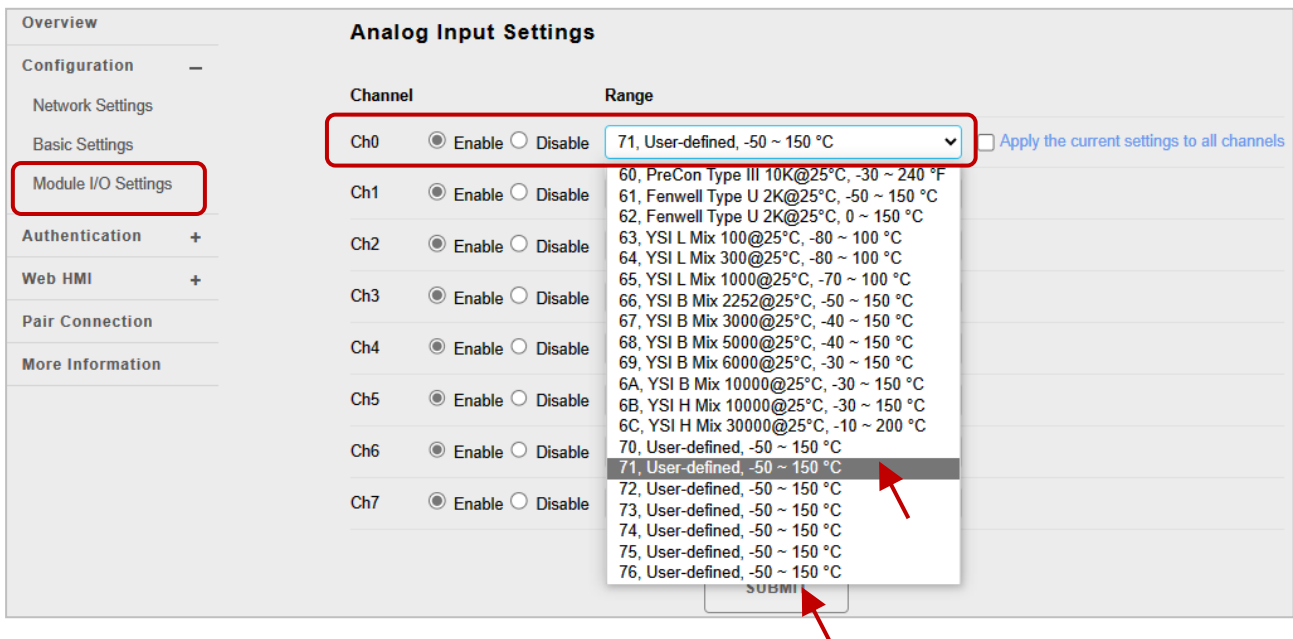 Overview
Configuration −
Network Settings
Basic Settings
Module I/O Settings
Authentication +
Web HMI +
Pair Connection
More Information
Analog Input Settings
Channel Range
Ch0 Enable Disable 71, User-defined, -50 ~ 150 °C Apply the current settings to all channels
Ch1 Enable Disable
Ch2 Enable Disable
Ch3 Enable Disable
Ch4 Enable Disable
Ch5 Enable Disable
Ch6 Enable Disable
Ch7 Enable Disable
60, PreCon Type III 10K@25°C, -30 ~ 240 °F
61, Fenwell Type U 2K@25°C, -50 ~ 150 °C
62, Fenwell Type U 2K@25°C, 0 ~ 150 °C
63, YSI L Mix 100@25°C, -80 ~ 100 °C
64, YSI L Mix 300@25°C, -80 ~ 100 °C
65, YSI L Mix 1000@25°C, -70 ~ 100 °C
66, YSI B Mix 2252@25°C, -50 ~ 150 °C
67, YSI B Mix 3000@25°C, -40 ~ 150 °C
68, YSI B Mix 5000@25°C, -40 ~ 150 °C
69, YSI B Mix 6000@25°C, -30 ~ 150 °C
6A, YSI B Mix 10000@25°C, -30 ~ 150 °C
6B, YSI H Mix 10000@25°C, -30 ~ 150 °C
6C, YSI H Mix 30000@25°C, -10 ~ 200 °C
70, User-defined, -50 ~ 150 °C
71, User-defined, -50 ~ 150 °C
72, User-defined, -50 ~ 150 °C
73, User-defined, -50 ~ 150 °C
74, User-defined, -50 ~ 150 °C
75, User-defined, -50 ~ 150 °C
76, User-defined, -50 ~ 150 °C
SUBMIT